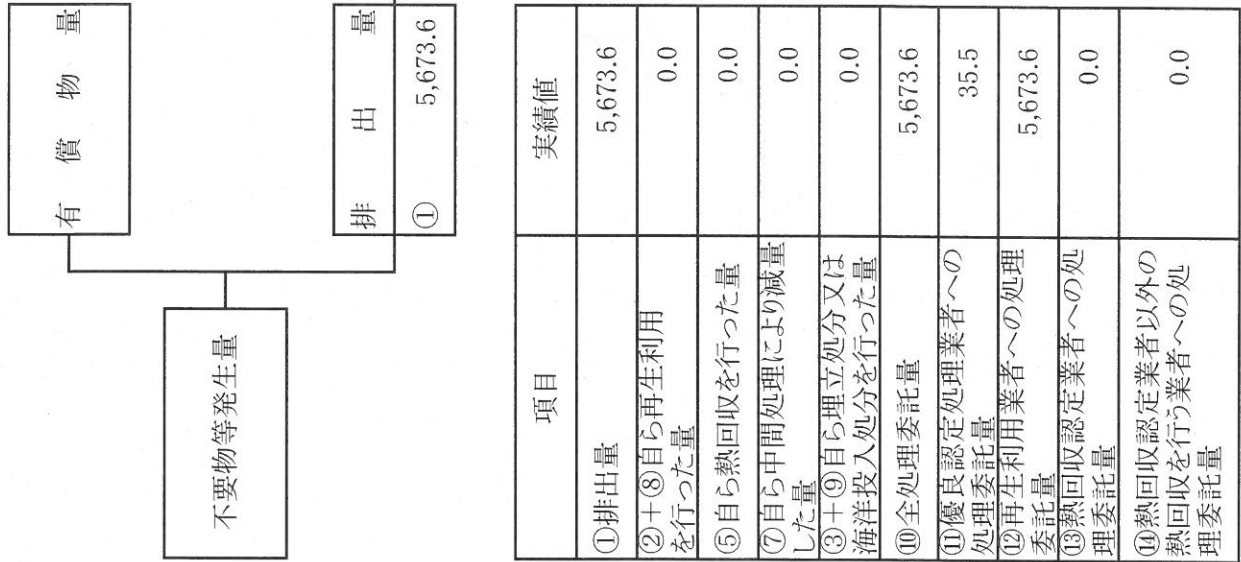 有償物量
不要物等発生量
排出量
① 5,673.6
項目 実績値
①排出量 5,673.6
②+⑧自ら再生利用
を行った量 0.0
⑤自ら熱回収を行った量 0.0
⑦自ら中間処理により減量
した量 0.0
③+⑨自ら埋立処分又は
海洋投入処分を行った量 0.0
⑩全処理委託量 5,673.6
⑪優良認定処理業者への
処理委託量 35.5
⑫再生利用業者への処理
委託量 5,673.6
⑬熱回収認定業者への処
理委託量 0.0
⑭熱回収認定業者以外の
熱回収を行う業者への処
理委託量 0.0